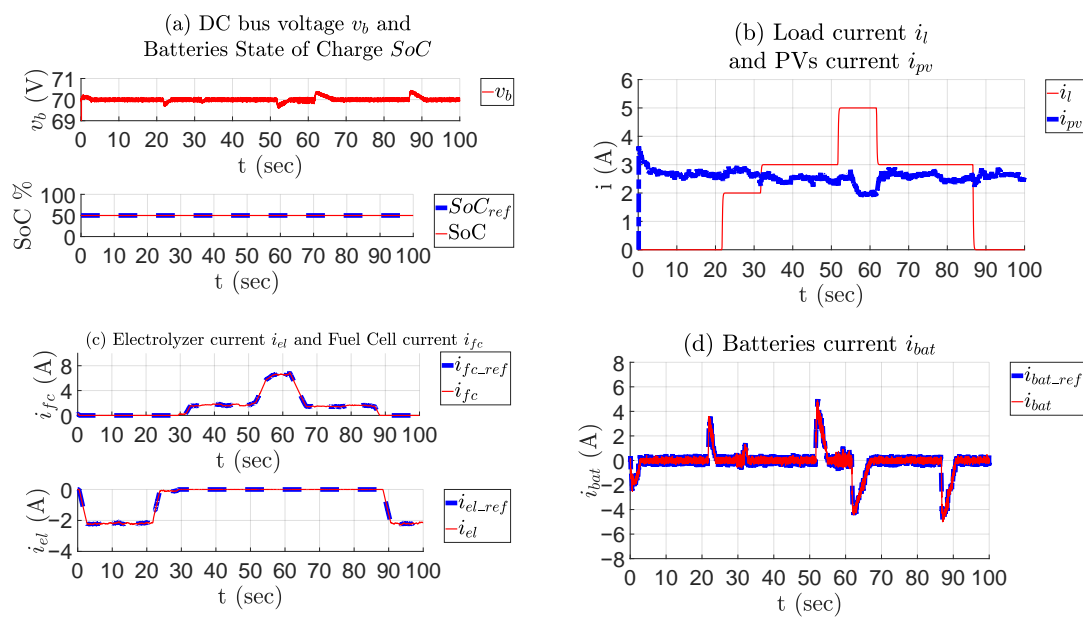 (a) DC bus voltage v_b and
Batteries State of Charge SoC
v_b (V)
71
70
69
0 10 20 30 40 50 60 70 80 90 100
t (sec)
v_b
SoC %
100
50
0
0 10 20 30 40 50 60 70 80 90 100
t (sec)
SoC_ref
SoC
(b) Load current i_l
and PVs current i_pv
i (A)
6
5
4
3
2
1
0
0 10 20 30 40 50 60 70 80 90 100
t (sec)
i_l
i_pv
(c) Electrolyzer current i_el and Fuel Cell current i_fc
i_fc (A)
8
4
0
0 10 20 30 40 50 60 70 80 90 100
t (sec)
i_fc_ref
i_fc
i_el (A)
0
−2
−4
0 10 20 30 40 50 60 70 80 90 100
t (sec)
i_el_ref
i_el
(d) Batteries current i_bat
i_bat (A)
8
6
4
2
0
−2
−4
−6
−8
0 10 20 30 40 50 60 70 80 90 100
t (sec)
i_bat_ref
i_bat